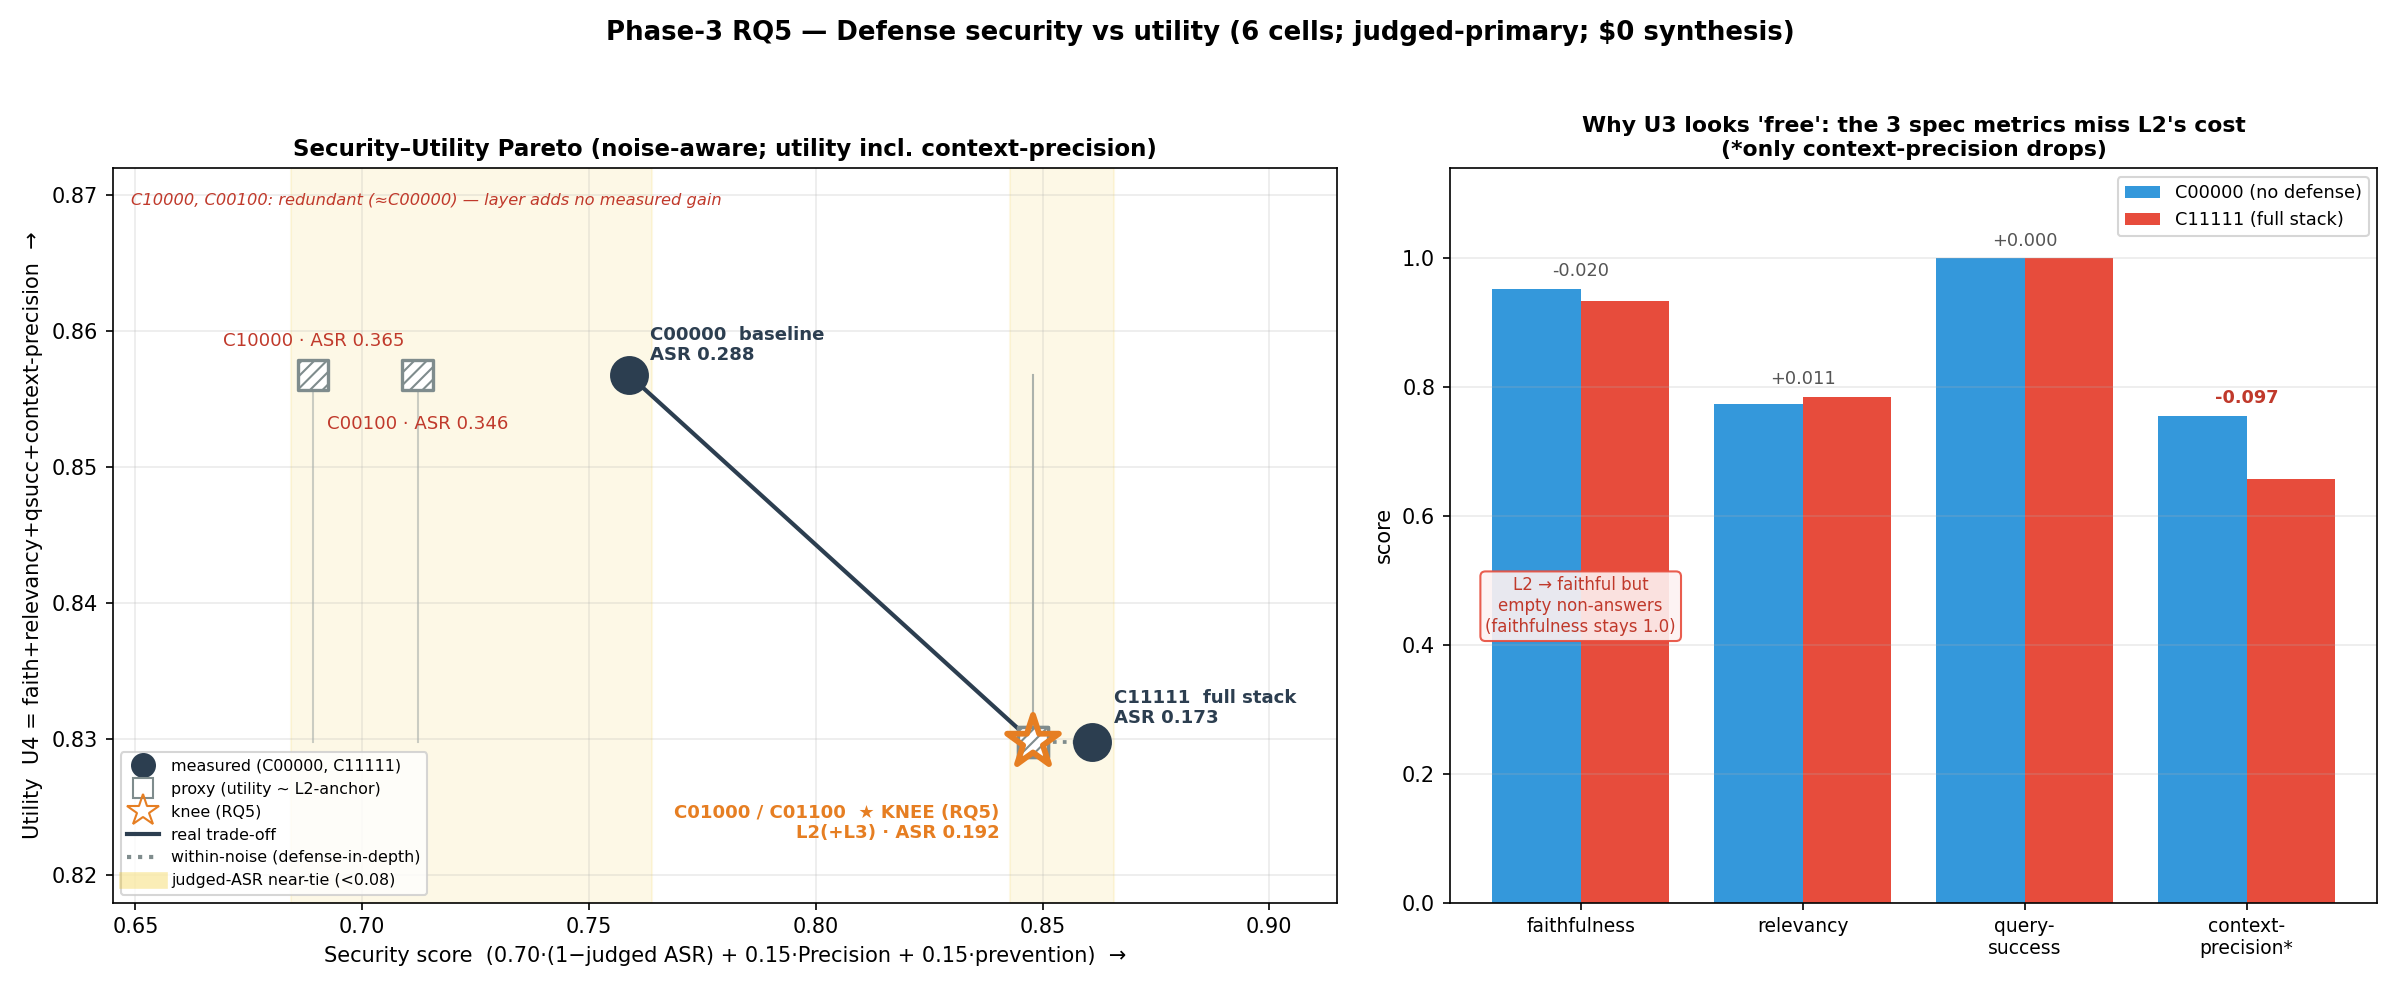 Phase-3 RQ5 — Defense security vs utility (6 cells; judged-primary; $0 synthesis)
Security–Utility Pareto (noise-aware; utility incl. context-precision)
C10000, C00100: redundant (≈C00000) — layer adds no measured gain
0.87
0.86
0.85
0.84
0.83
0.82
Utility U4 = faith+relevancy+qsucc+context-precision →
C10000 · ASR 0.365
C00100 · ASR 0.346
C00000 baseline
ASR 0.288
C11111 full stack
ASR 0.173
C01000 / C01100 ★ KNEE (RQ5)
L2(+L3) · ASR 0.192
measured (C00000, C11111)
proxy (utility ~ L2-anchor)
knee (RQ5)
real trade-off
within-noise (defense-in-depth)
judged-ASR near-tie (<0.08)
0.65 0.70 0.75 0.80 0.85 0.90
Security score (0.70·(1−judged ASR) + 0.15·Precision + 0.15·prevention) →
Why U3 looks 'free': the 3 spec metrics miss L2's cost
(*only context-precision drops)
C00000 (no defense)
C11111 (full stack)
score
1.0
0.8
0.6
0.4
0.2
0.0
-0.020
+0.011
+0.000
-0.097
L2 → faithful but
empty non-answers
(faithfulness stays 1.0)
faithfulness
relevancy
query-
success
context-
precision*